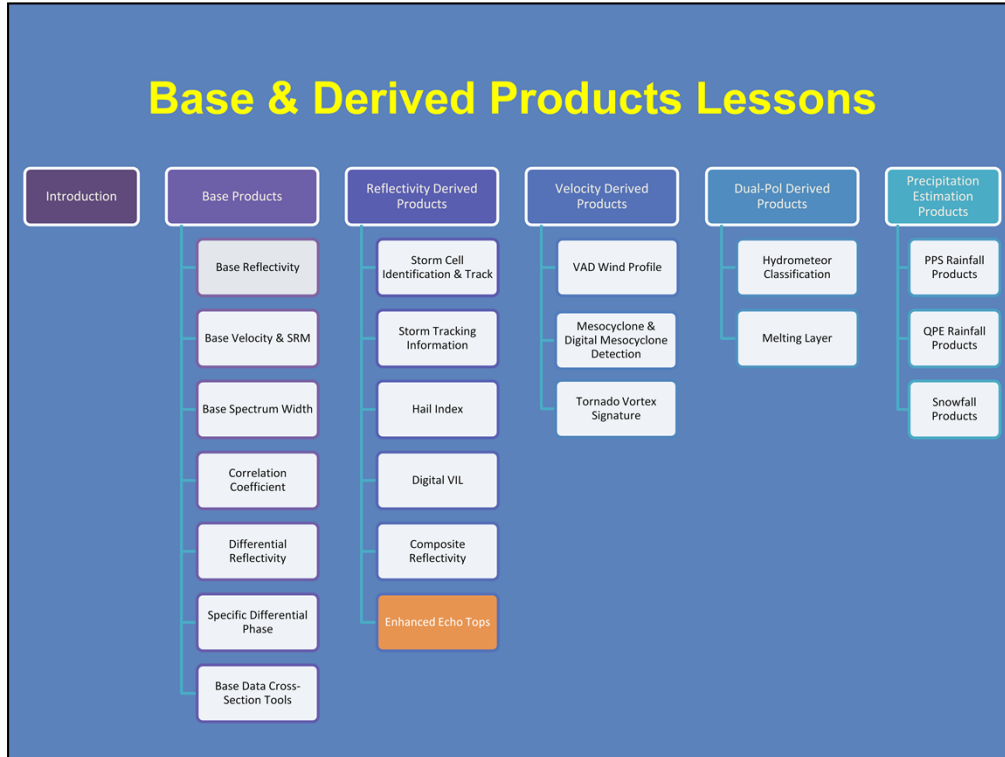 Base & Derived Products Lessons
Introduction
Base Products
Base Reflectivity
Base Velocity & SRM
Base Spectrum Width
Correlation
Coefficient
Differential
Reflectivity
Specific Differential
Phase
Base Data Cross-
Section Tools
Reflectivity Derived
Products
Storm Cell
Identification & Track
Storm Tracking
Information
Hail Index
Digital VIL
Composite
Reflectivity
Enhanced Echo Tops
Velocity Derived
Products
VAD Wind Profile
Mesocyclone &
Digital Mesocyclone
Detection
Tornado Vortex
Signature
Dual-Pol Derived
Products
Hydrometeor
Classification
Melting Layer
Precipitation
Estimation
Products
PPS Rainfall
Products
QPE Rainfall
Products
Snowfall
Products